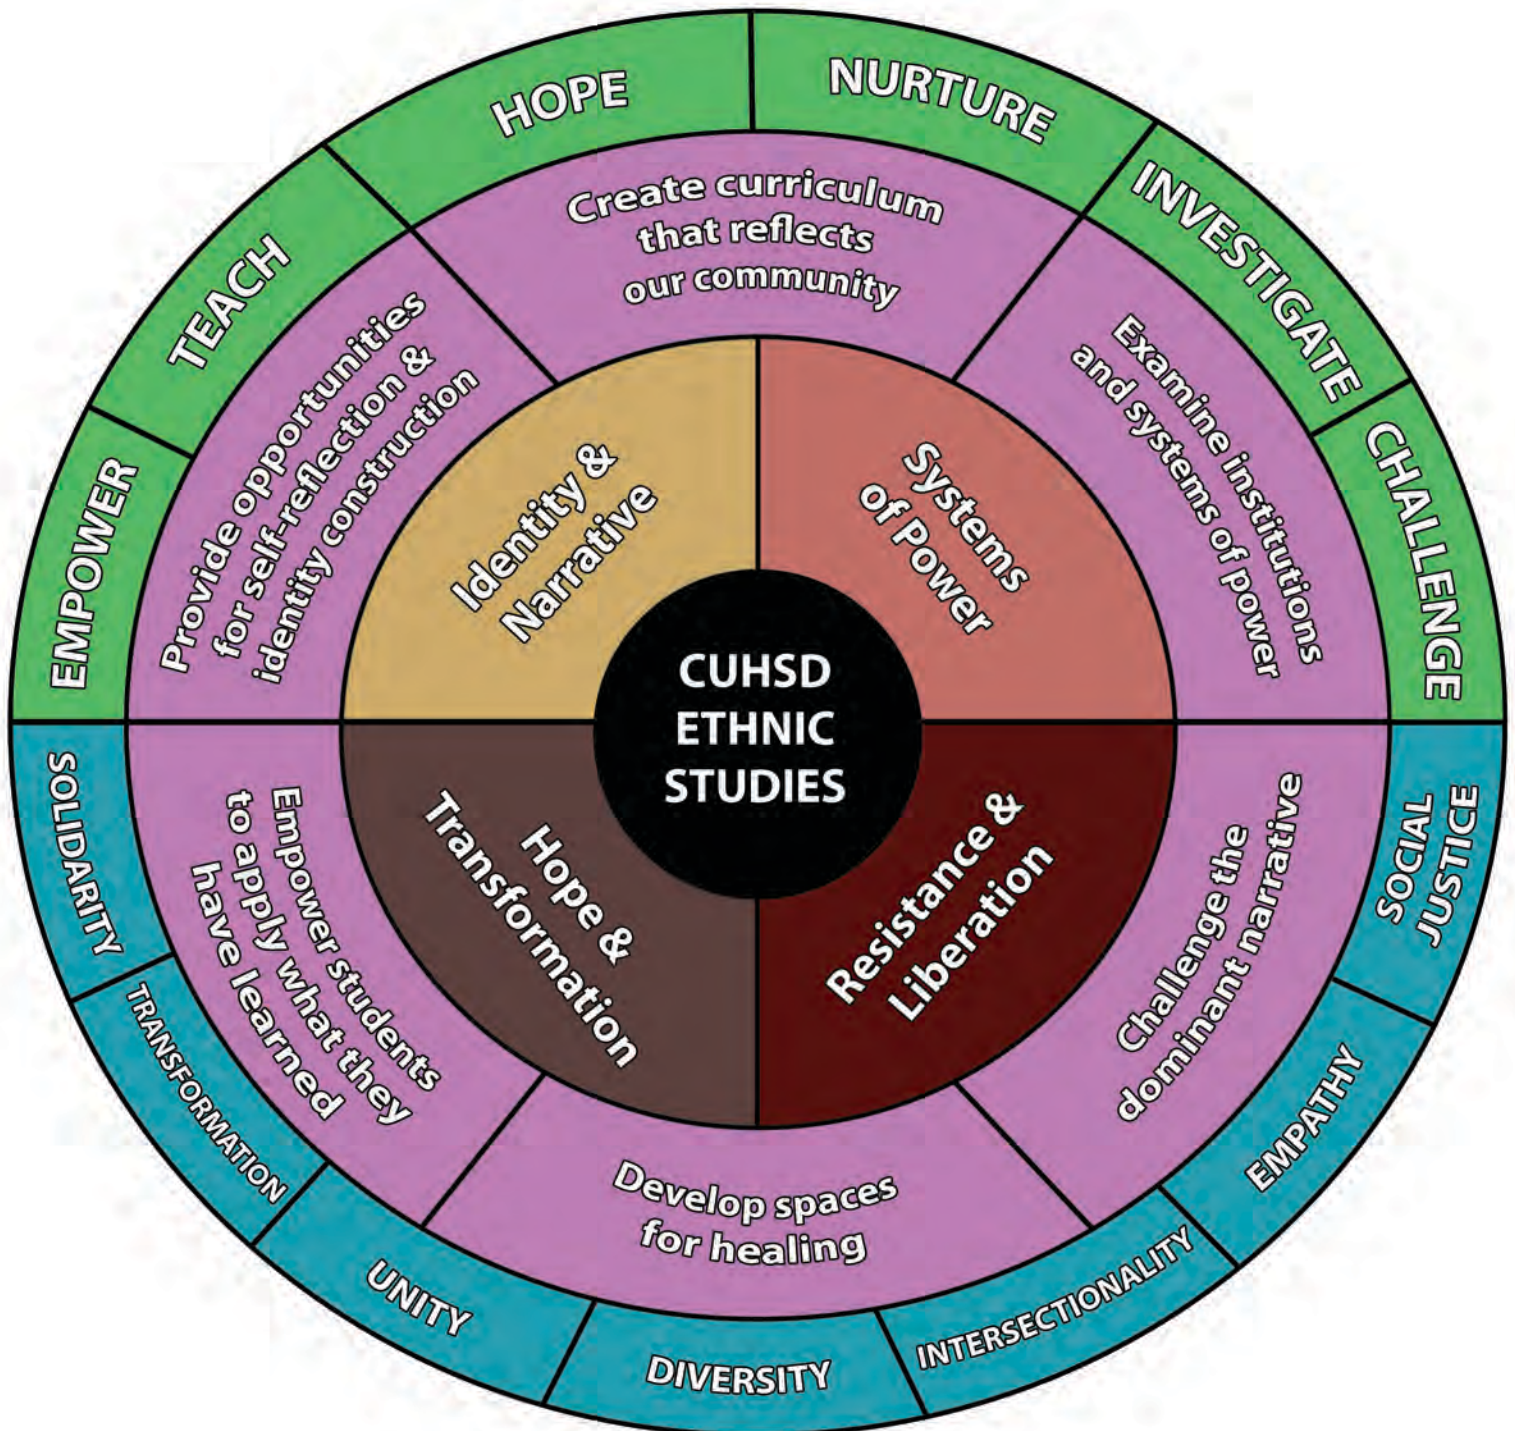 HOPE
NURTURE
INVESTIGATE
CHALLENGE
TEACH
EMPOWER
Create curriculum
that reflects
our community
Examine institutions
and systems of power
Provide opportunities
for self-reflection &
identity construction
Identity &
Narrative
Systems
of Power
CUHSD
ETHNIC
STUDIES
Hope &
Transformation
Resistance &
Liberation
Empower students
to apply what they
have learned
Challenge the
dominant narrative
Develop spaces
for healing
SOCIAL
JUSTICE
EMPATHY
INTERSECTIONALITY
DIVERSITY
UNITY
TRANSFORMATION
SOLIDARITY